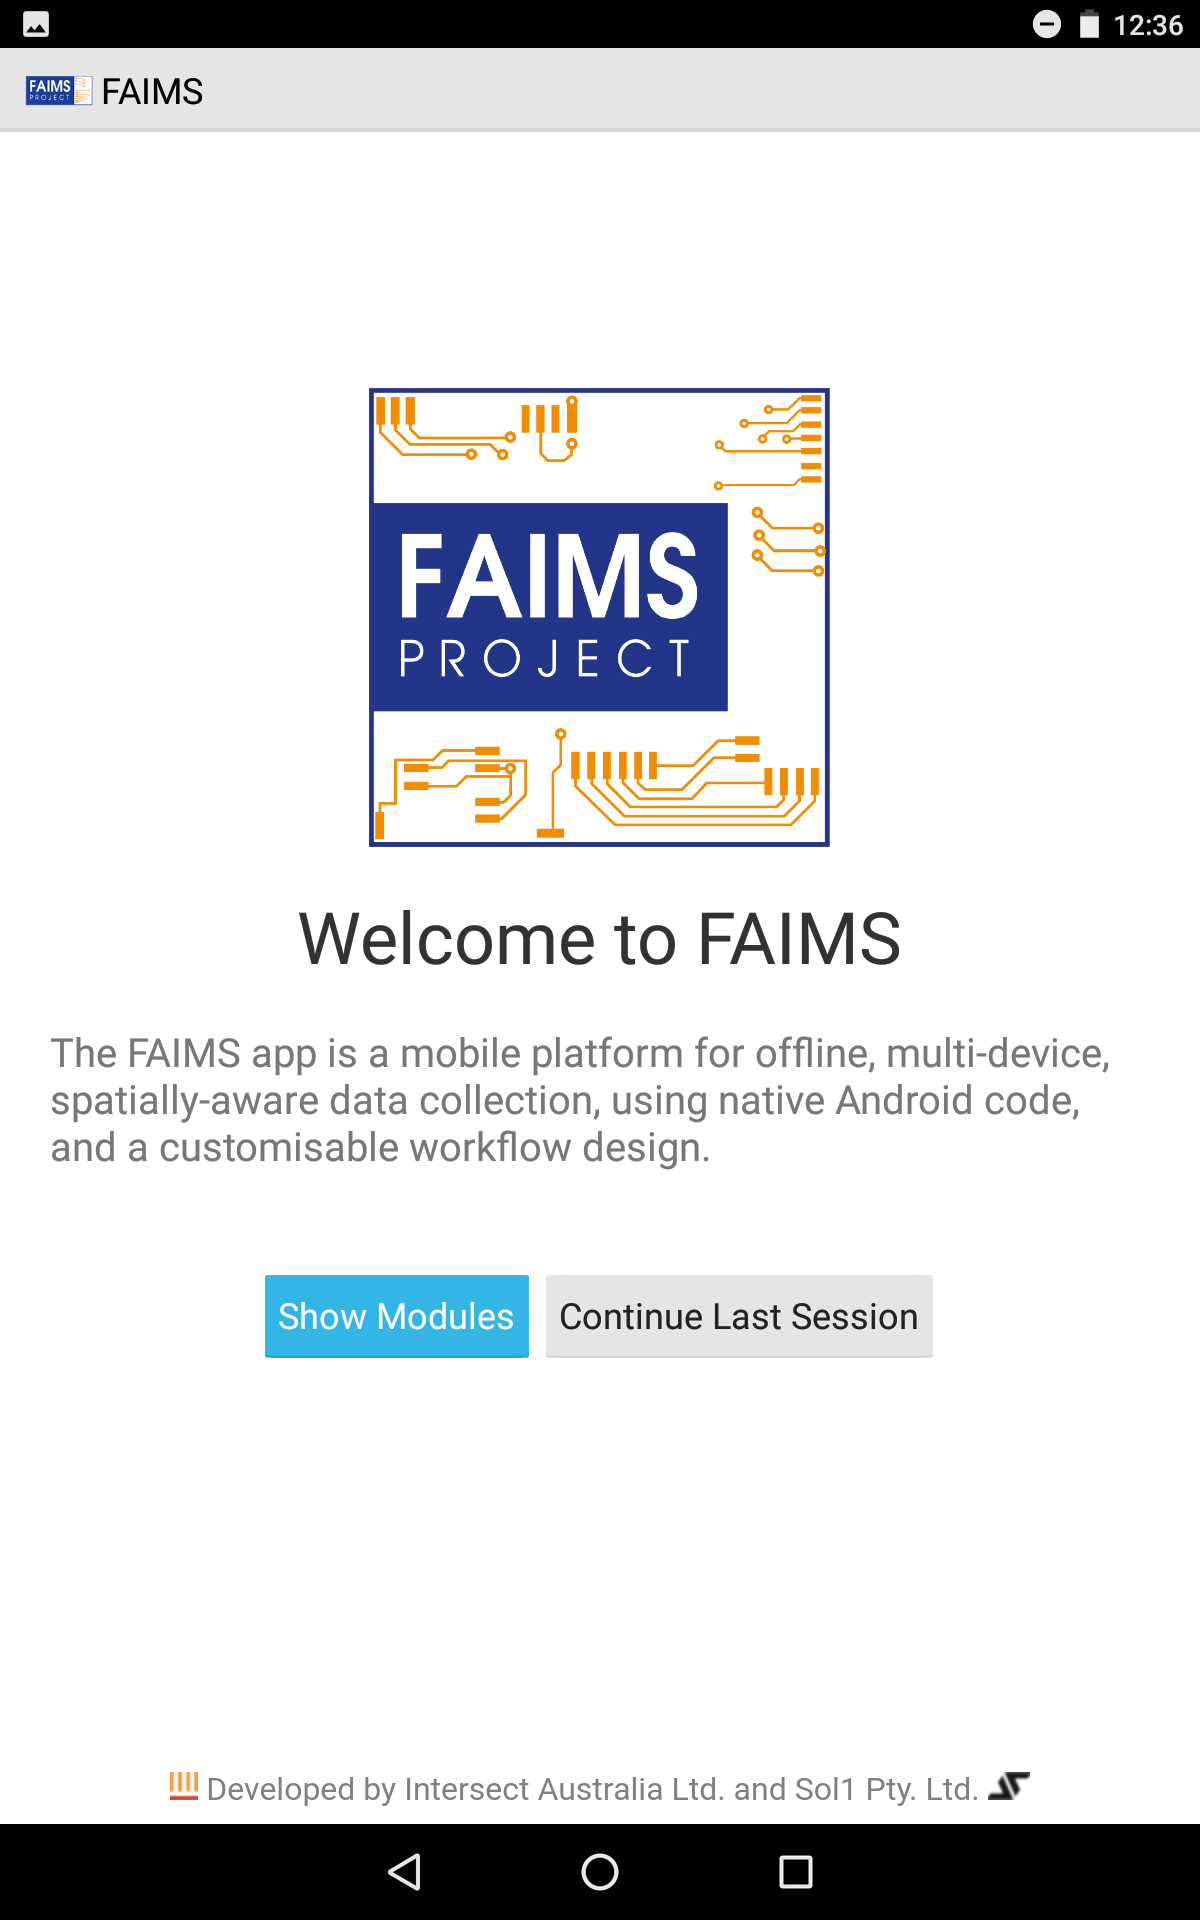 12:36
FAIMS PROJECT FAIMS
FAIMS
PROJECT
Welcome to FAIMS
The FAIMS app is a mobile platform for offline, multi-device,
spatially-aware data collection, using native Android code,
and a customisable workflow design.
Show Modules Continue Last Session
Developed by Intersect Australia Ltd. and Sol1 Pty. Ltd.